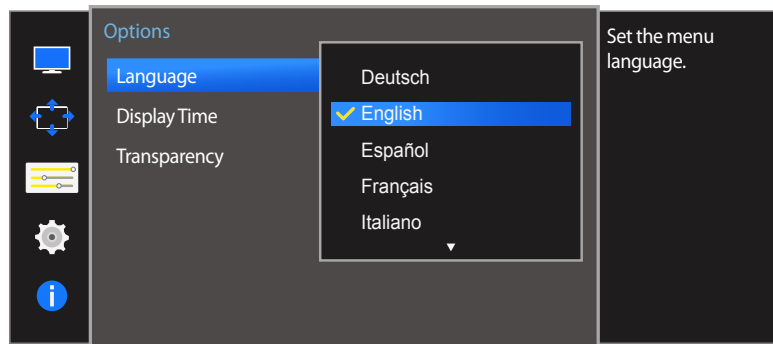 Options
Language
Display Time
Transparency
Deutsch
English
Español
Français
Italiano
Set the menu
language.